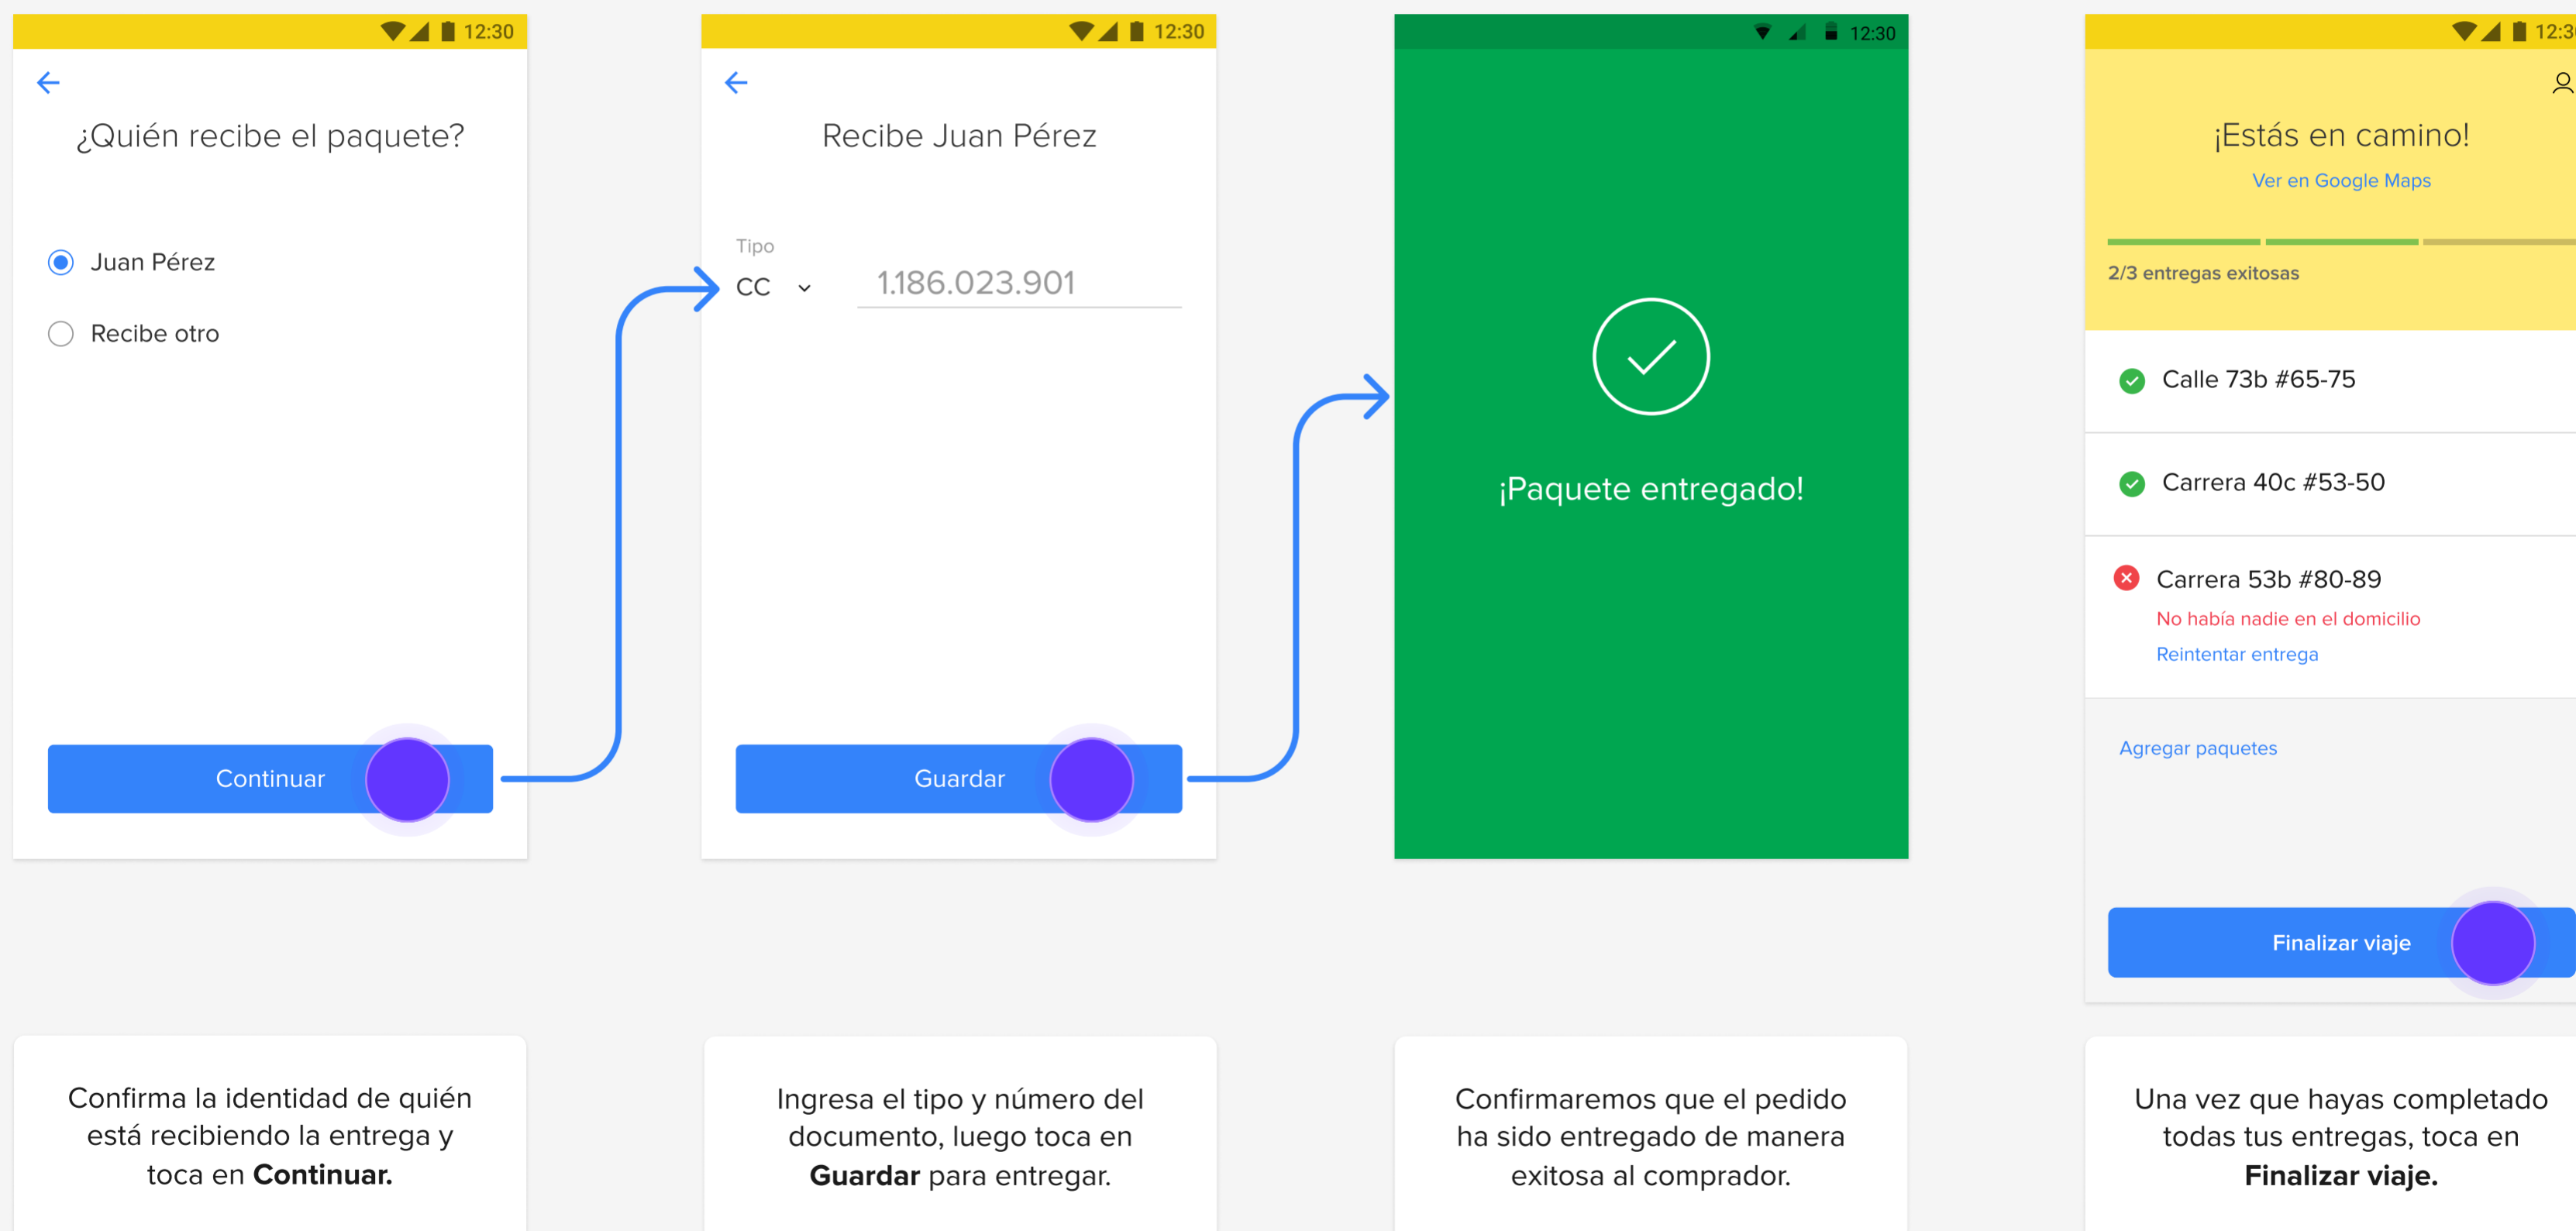 12:30
¿Quién recibe el paquete?
Juan Pérez
Recibe otro
Continuar
Confirma la identidad de quién
está recibiendo la entrega y
toca en Continuar.
12:30
Recibe Juan Pérez
Tipo
CC
1.186.023.901
Guardar
Ingresa el tipo y número del
documento, luego toca en
Guardar para entregar.
12:30
¡Paquete entregado!
Confirmaremos que el pedido
ha sido entregado de manera
exitosa al comprador.
¡Estás en camino!
Ver en Google Maps
2/3 entregas exitosas
Calle 73b #65-75
Carrera 40c #53-50
Carrera 53b #80-89
No había nadie en el domicilio
Reintentar entrega
Agregar paquetes
Finalizar viaje
Una vez que hayas completado
todas tus entregas, toca en
Finalizar viaje.